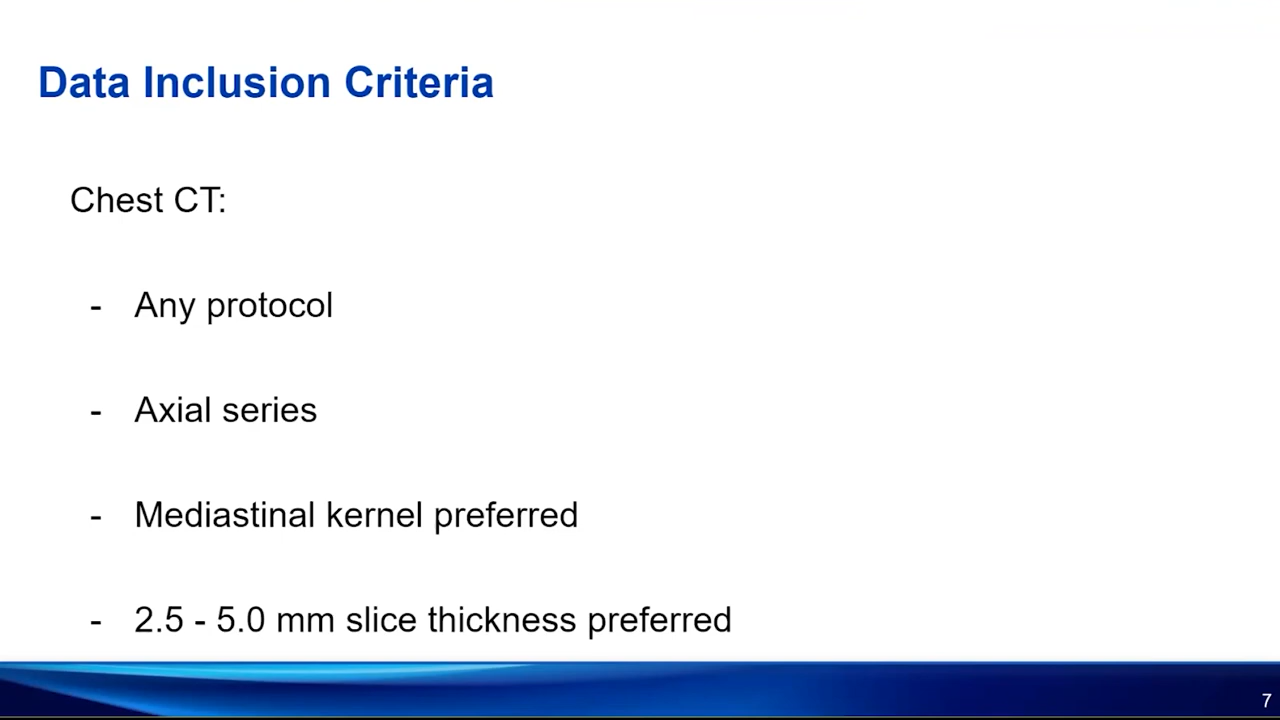 Data Inclusion Criteria
Chest CT:
- Any protocol
- Axial series
- Mediastinal kernel preferred
- 2.5 - 5.0 mm slice thickness preferred
7